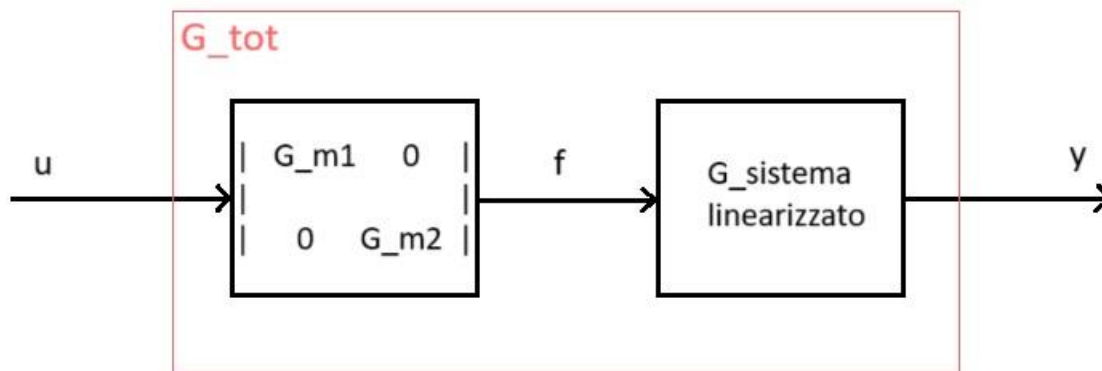 G_tot
u
| G_m1 0 |
|
|
| 0 G_m2 |
f
G_sistema
linearizzato
y